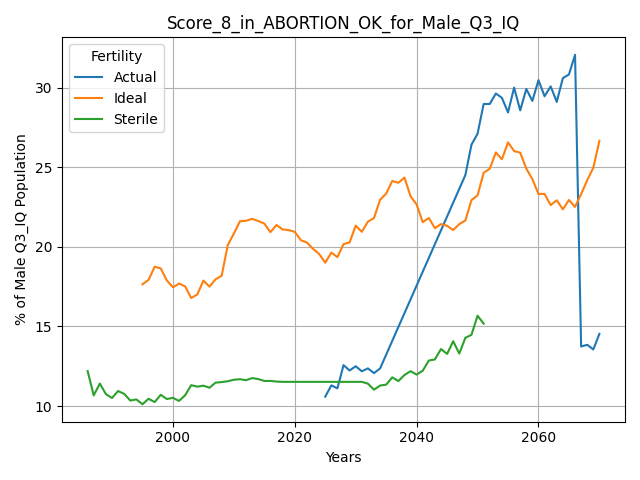 Score_8_in_ABORTION_OK_for_Male_Q3_IQ
Fertility
Actual
Ideal
Sterile
% of Male Q3_IQ Population
30
25
20
15
10
2000
2020
2040
2060
Years